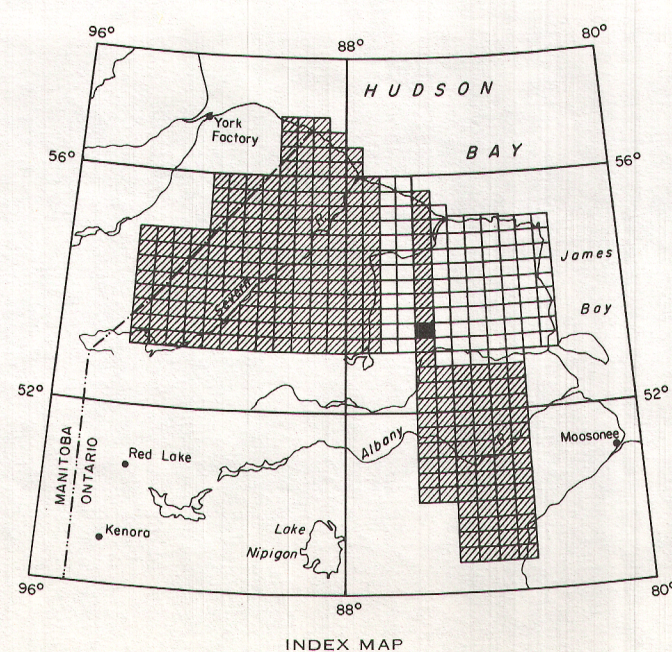 96°
88°
80°
HUDSON
BAY
York
Factory
56°
56°
James
Bay
Severn
R.
52°
52°
Albany
R.
Moosonee
MANITOBA
ONTARIO
Red Lake
Kenora
Lake
Nipigon
96°
88°
80°
INDEX MAP